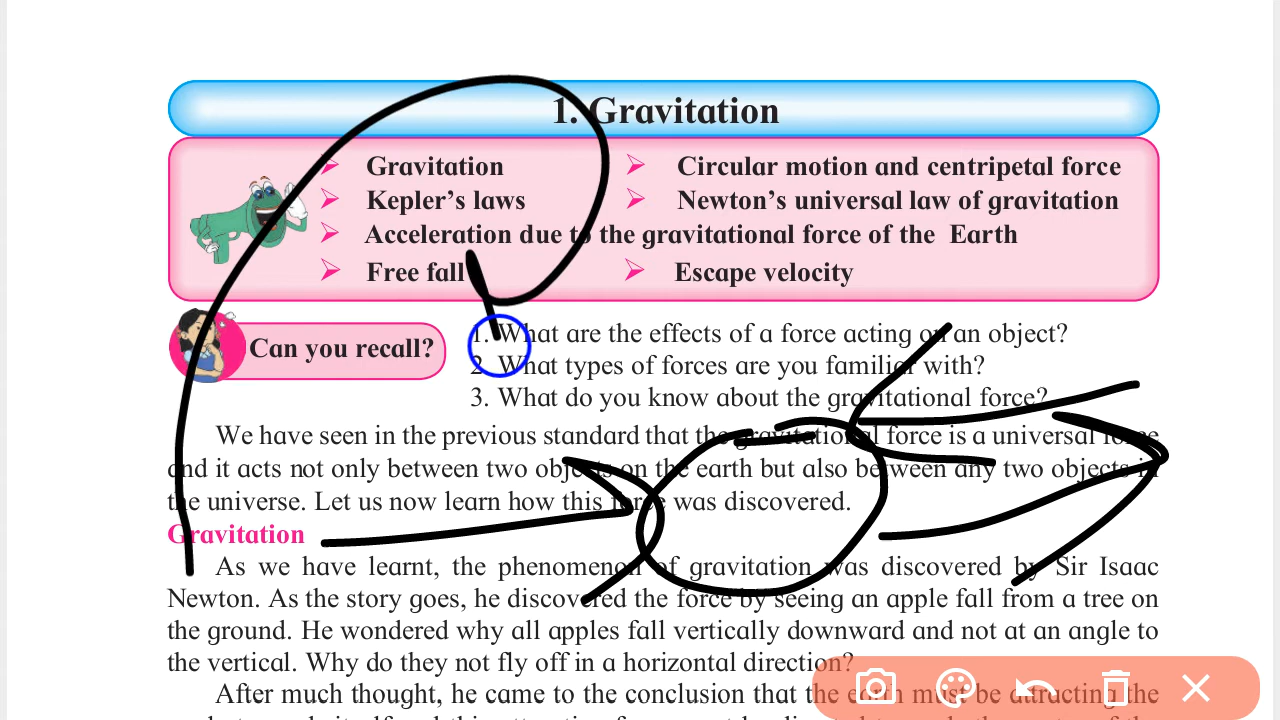 1. Gravitation
➢ Gravitation ➢ Circular motion and centripetal force
➢ Kepler's laws ➢ Newton's universal law of gravitation
➢ Acceleration due to the gravitational force of the Earth
➢ Free fall ➢ Escape velocity
Can you recall?
1. What are the effects of a force acting on an object?
2. What types of forces are you familiar with?
3. What do you know about the gravitational force?
We have seen in the previous standard that the gravitational force is a universal force
and it acts not only between two objects on the earth but also between any two objects in
the universe. Let us now learn how this force was discovered.
Gravitation
As we have learnt, the phenomenon of gravitation was discovered by Sir Isaac
Newton. As the story goes, he discovered the force by seeing an apple fall from a tree on
the ground. He wondered why all apples fall vertically downward and not at an angle to
the vertical. Why do they not fly off in a horizontal direction?
After much thought, he came to the conclusion that the earth must be attracting the